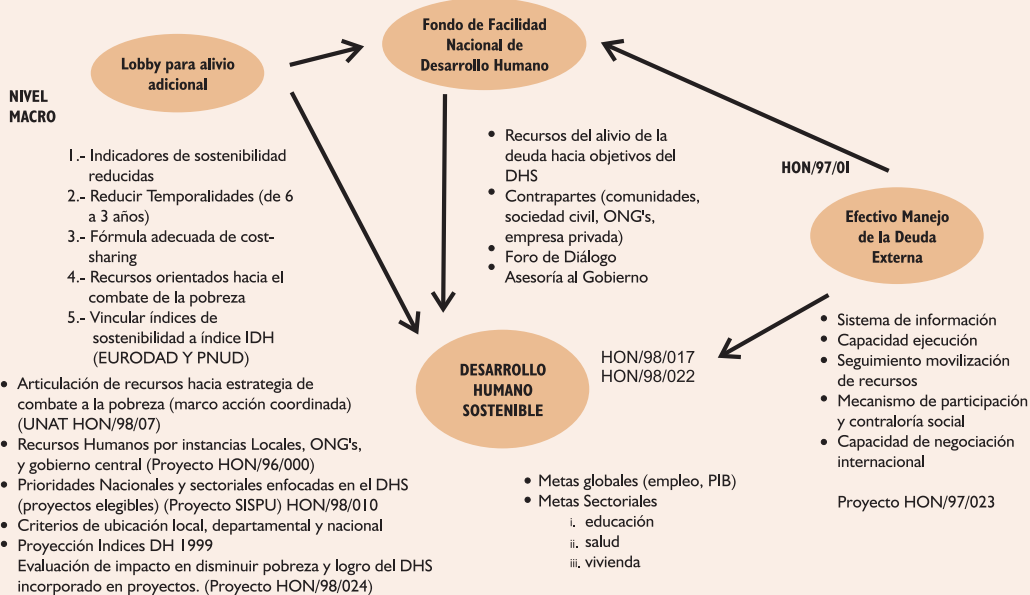 NIVEL
MACRO
Lobby para alivio
adicional
Fondo de Facilidad
Nacional de
Desarrollo Humano
1.- Indicadores de sostenibilidad
reducidas
2.- Reducir Temporalidades (de 6
a 3 años)
3.- Fórmula adecuada de cost-
sharing
4.- Recursos orientados hacia el
combate de la pobreza
5.- Vincular índices de
sostenibilidad a índice IDH
(EURODAD Y PNUD)
• Recursos del alivio de la
deuda hacia objetivos del
DHS
• Contrapartes (comunidades,
sociedad civil, ONG's,
empresa privada)
• Foro de Diálogo
• Asesoría al Gobierno
HON/97/01
Efectivo Manejo
de la Deuda
Externa
• Sistema de información
• Capacidad ejecución
• Seguimiento movilización
de recursos
• Mecanismo de participación
y contraloría social
• Capacidad de negociación
internacional
Proyecto HON/97/023
DESARROLLO
HUMANO
SOSTENIBLE
HON/98/017
HON/98/022
• Articulación de recursos hacia estrategia de
combate a la pobreza (marco acción coordinada)
(UNAT HON/98/07)
• Recursos Humanos por instancias Locales, ONG's,
y gobierno central (Proyecto HON/96/000)
• Prioridades Nacionales y sectoriales enfocadas en el DHS
(proyectos elegibles) (Proyecto SISPU) HON/98/010
• Criterios de ubicación local, departamental y nacional
• Proyección Indices DH 1999
Evaluación de impacto en disminuir pobreza y logro del DHS
incorporado en proyectos. (Proyecto HON/98/024)
• Metas globales (empleo, PIB)
• Metas Sectoriales
i. educación
ii. salud
iii. vivienda